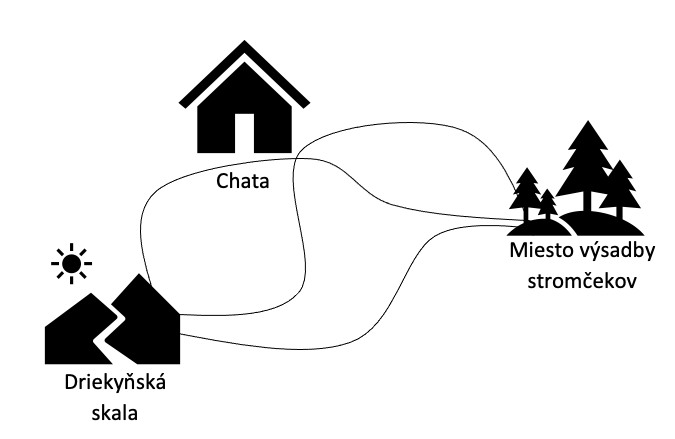 Chata
Miesto výsadby
stromčekov
Driekyňská
skala